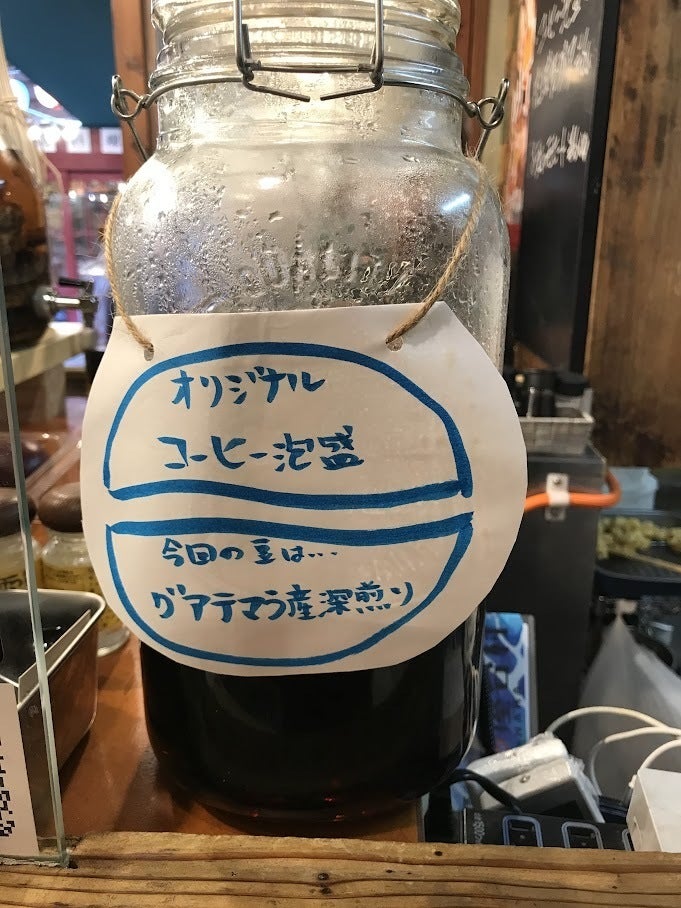 オリジナル
コーヒー泡盛
今回の豆は...
グアテマラ産深煎り